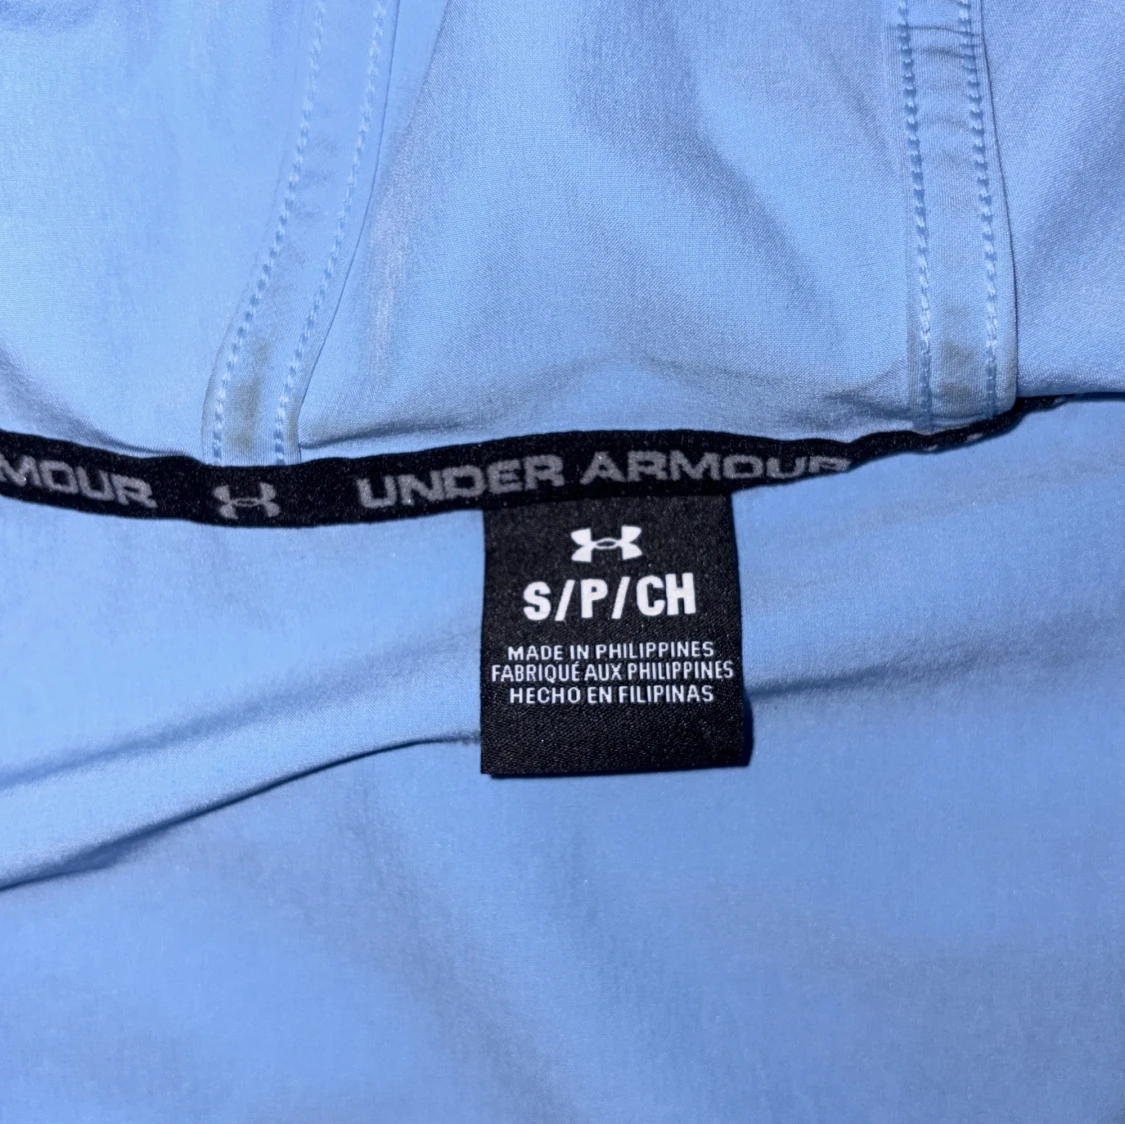 MOUR UNDER ARMOUR
S/P/CH
MADE IN PHILIPPINES
FABRIQUÉ AUX PHILIPPINES
HECHO EN FILIPINAS